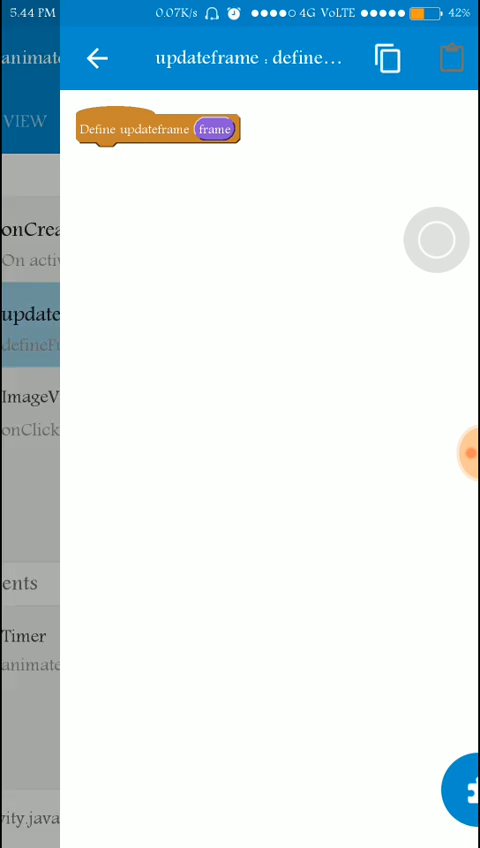 5.44 PM 0.07K/s 4G VoLTE 42%
animate
updateframe : define...
VIEW
Define updateframe frame
onCrea
On activ
update
defineFr
ImageV
onClick
ents
Timer
animate
vity.java